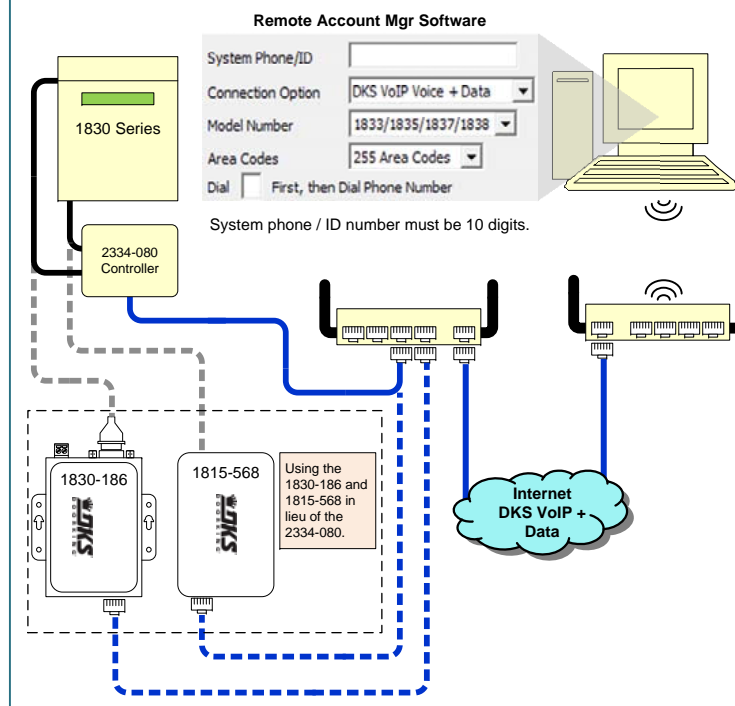 Remote Account Mgr Software
System Phone/ID
Connection Option DKS VoIP Voice + Data
Model Number 1833/1835/1837/1838
Area Codes 255 Area Codes
Dial First, then Dial Phone Number
System phone / ID number must be 10 digits.
1830 Series
2334-080
Controller
1830-186
DKS
DOORKING
1815-568
DKS
DOORKING
Using the
1830-186 and
1815-568 in
lieu of the
2334-080.
Internet
DKS VoIP +
Data